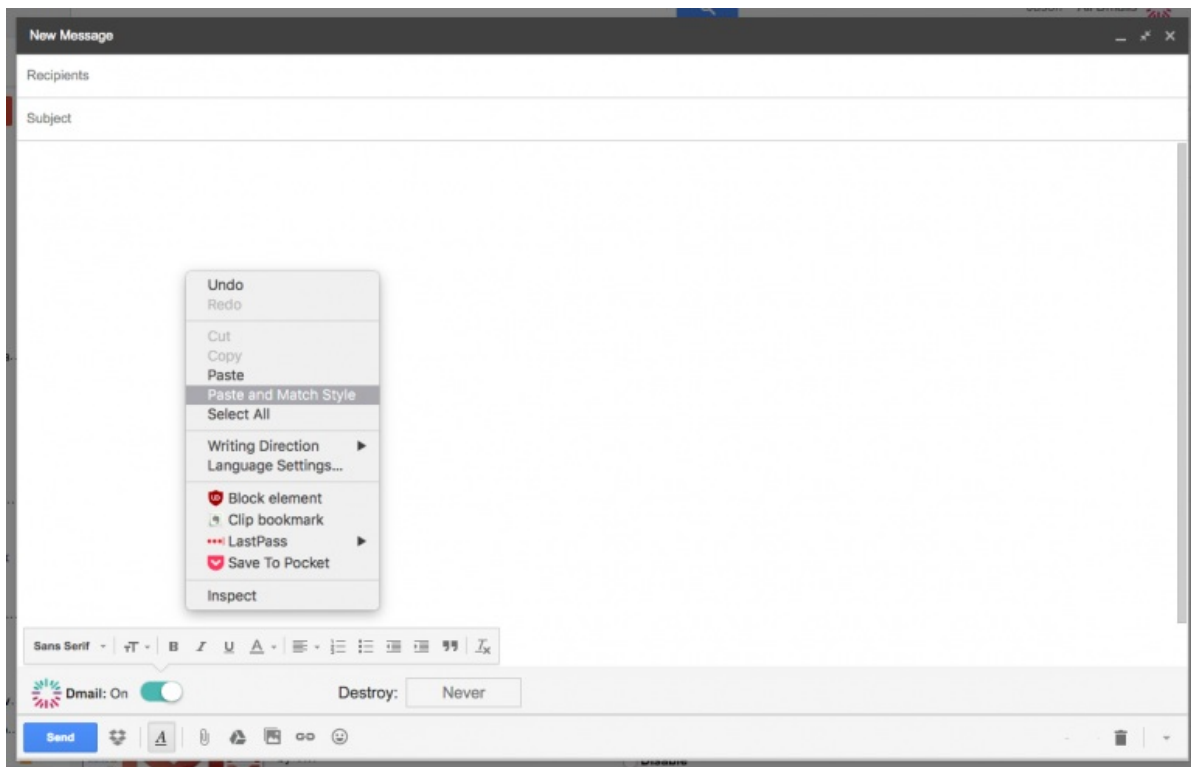 New Message
Recipients
Subject
Undo
Redo
Cut
Copy
Paste
Paste and Match Style
Select All
Writing Direction
Language Settings...
Block element
Clip bookmark
LastPass
Save To Pocket
Inspect
Sans Serif
Dmail: On
Destroy: Never
Send
Disable